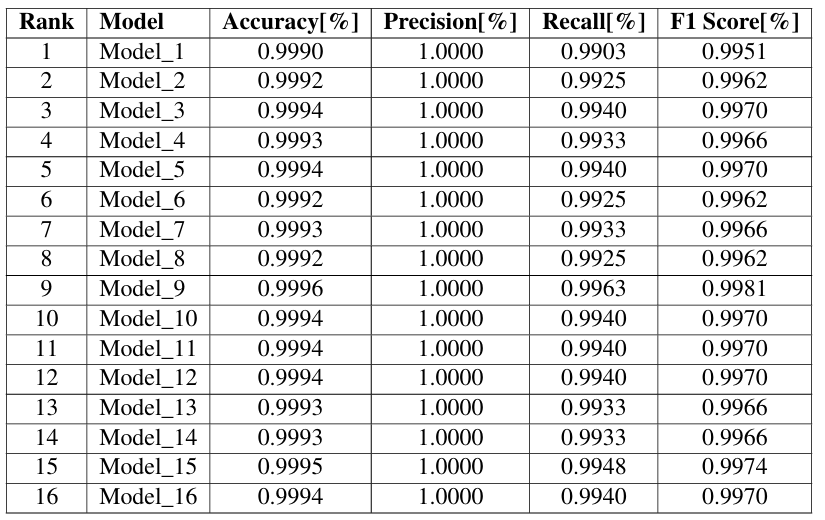 Rank Model Accuracy[%] Precision[%] Recall[%] F1 Score[%]
1 Model_1 0.9990 1.0000 0.9903 0.9951
2 Model_2 0.9992 1.0000 0.9925 0.9962
3 Model_3 0.9994 1.0000 0.9940 0.9970
4 Model_4 0.9993 1.0000 0.9933 0.9966
5 Model_5 0.9994 1.0000 0.9940 0.9970
6 Model_6 0.9992 1.0000 0.9925 0.9962
7 Model_7 0.9993 1.0000 0.9933 0.9966
8 Model_8 0.9992 1.0000 0.9925 0.9962
9 Model_9 0.9996 1.0000 0.9963 0.9981
10 Model_10 0.9994 1.0000 0.9940 0.9970
11 Model_11 0.9994 1.0000 0.9940 0.9970
12 Model_12 0.9994 1.0000 0.9940 0.9970
13 Model_13 0.9993 1.0000 0.9933 0.9966
14 Model_14 0.9993 1.0000 0.9933 0.9966
15 Model_15 0.9995 1.0000 0.9948 0.9974
16 Model_16 0.9994 1.0000 0.9940 0.9970